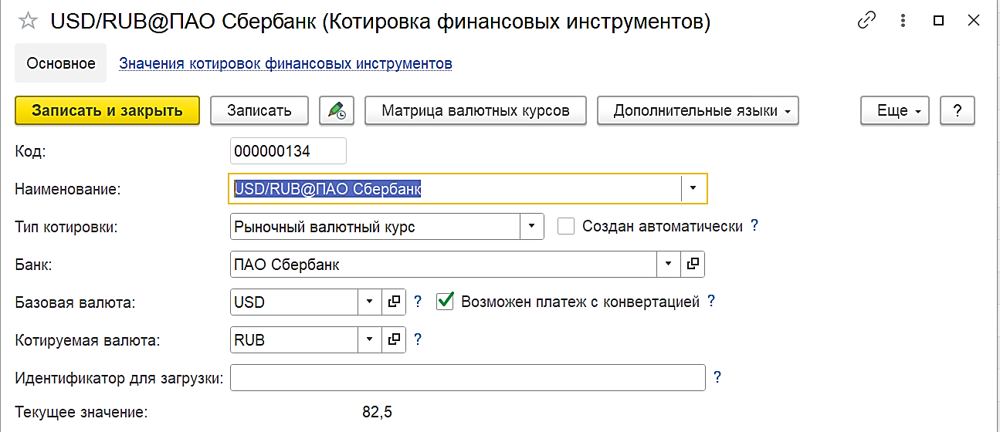 USD/RUB@ПАО Сбербанк (Котировка финансовых инструментов)
Основное Значения котировок финансовых инструментов
Записать и закрыть Записать Матрица валютных курсов Дополнительные языки Еще ?
Код: 000000134
Наименование: USD/RUB@ПАО Сбербанк
Тип котировки: Рыночный валютный курс Создан автоматически ?
Банк: ПАО Сбербанк
Базовая валюта: USD ? Возможен платеж с конвертацией ?
Котируемая валюта: RUB ?
Идентификатор для загрузки: ?
Текущее значение: 82,5